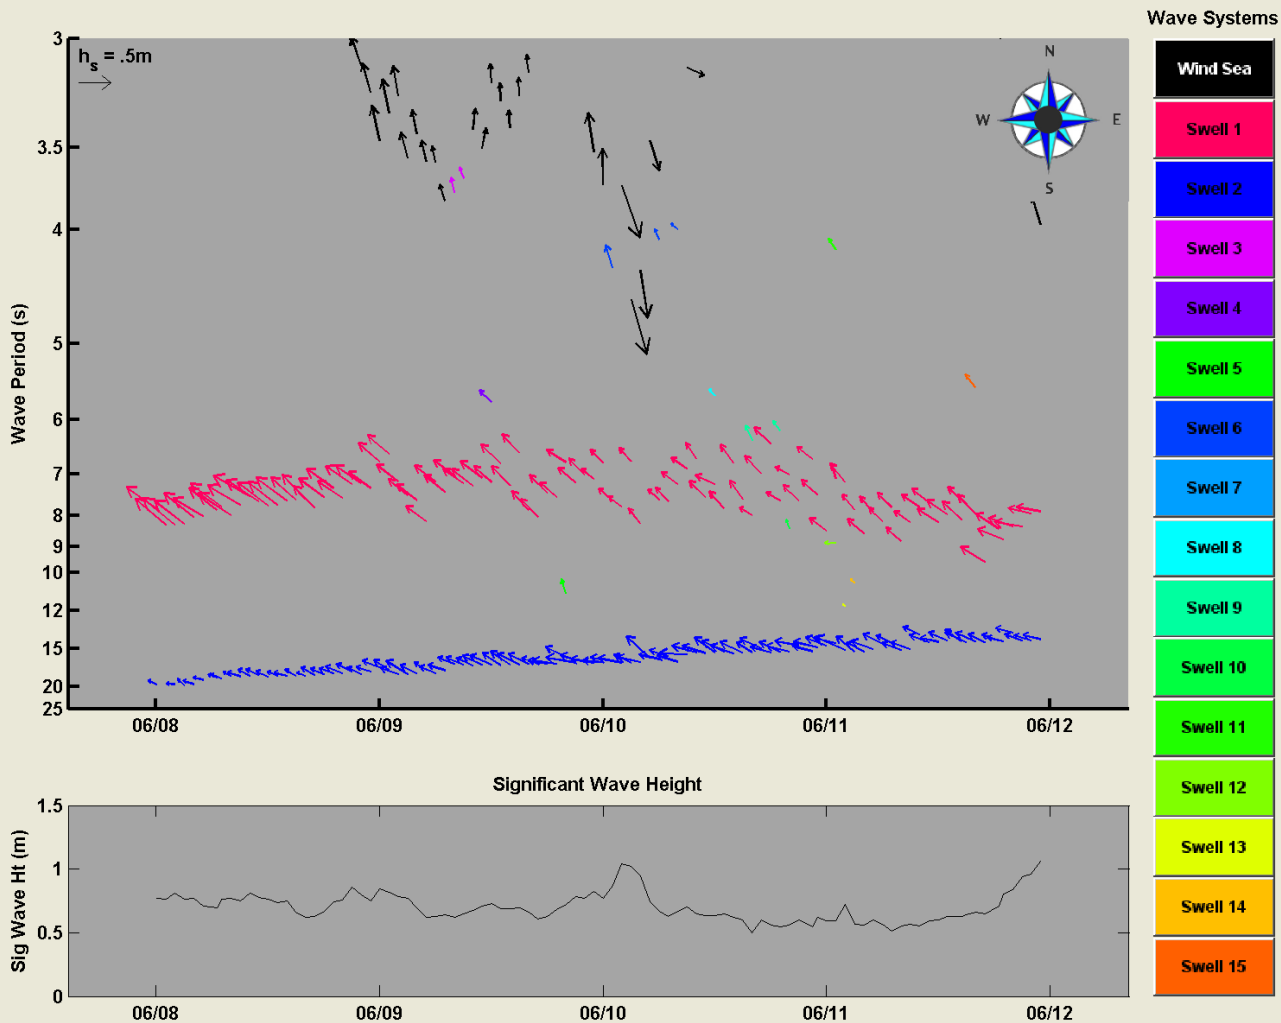 Wave Systems
h_s = .5m
N
W E
S
Wind Sea
Swell 1
Swell 2
Swell 3
Swell 4
Swell 5
Swell 6
Swell 7
Swell 8
Swell 9
Swell 10
Swell 11
Swell 12
Swell 13
Swell 14
Swell 15
Wave Period (s)
3
3.5
4
5
6
7
8
9
10
12
15
20
25
06/08 06/09 06/10 06/11 06/12
Significant Wave Height
Sig Wave Ht (m)
1.5
1
0.5
0
06/08 06/09 06/10 06/11 06/12